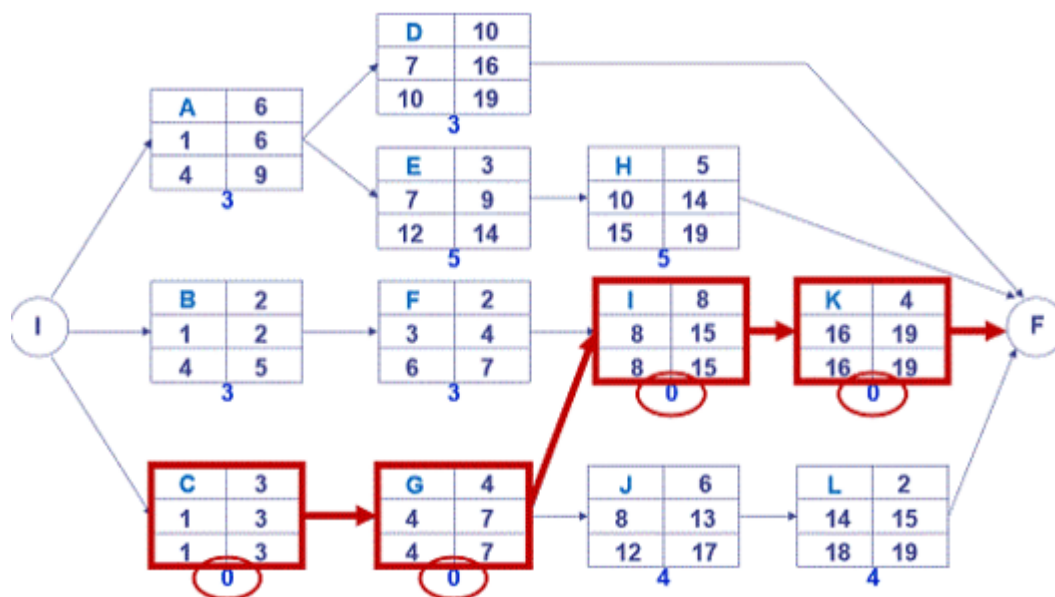 D 10
7 16
10 19
3
A 6
1 6
4 9
3
E 3
7 9
12 14
5
H 5
10 14
15 19
5
I
B 2
1 2
4 5
3
F 2
3 4
6 7
3
I 8
8 15
8 15
0
K 4
16 19
16 19
0
F
C 3
1 3
1 3
0
G 4
4 7
4 7
0
J 6
8 13
12 17
4
L 2
14 15
18 19
4